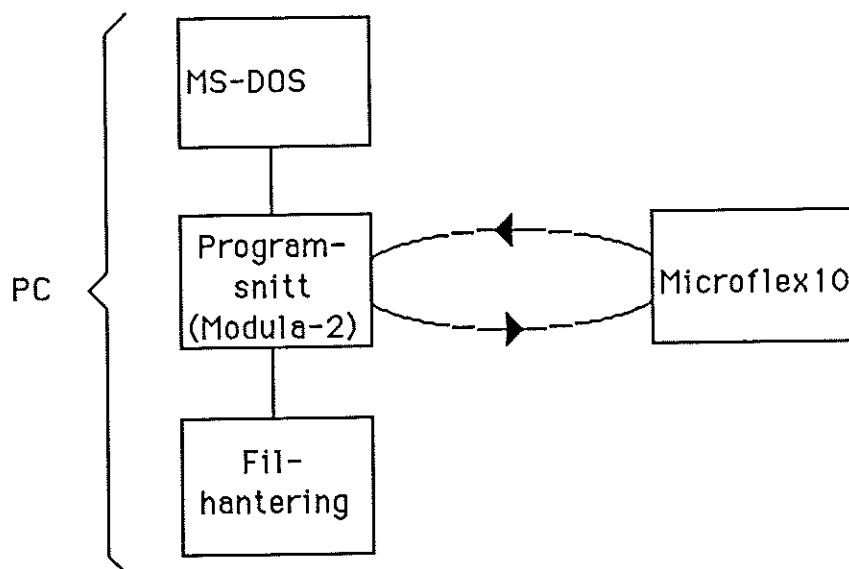 MS-DOS
Program-
snitt
(Modula-2)
PC
Microflex10
Fil-
hantering